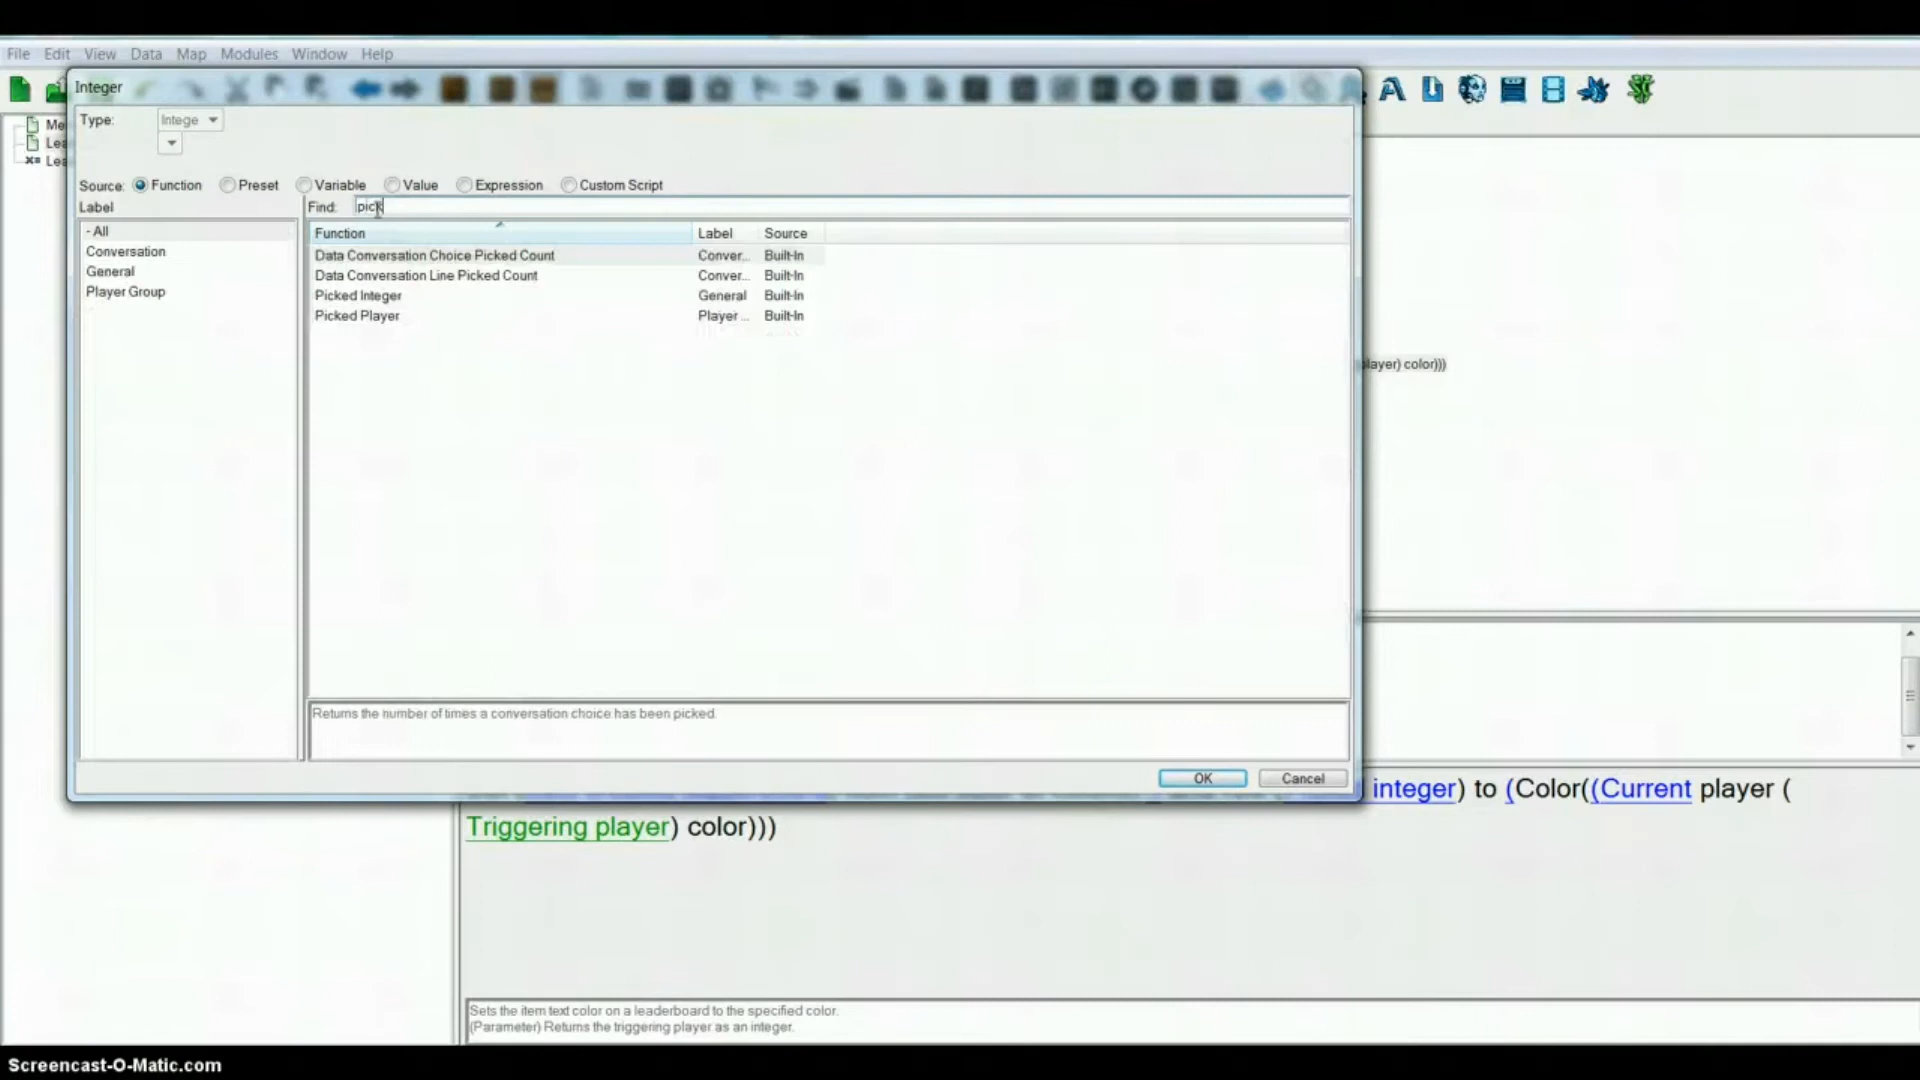 File Edit View Data Map Modules Window Help
Integer
Type: Intege
Me
Lea
Lea
Source: Function Preset Variable Value Expression Custom Script
Label
Find: pick
- All
Conversation
General
Player Group
Function Label Source
Data Conversation Choice Picked Count Conver... Built-In
Data Conversation Line Picked Count Conver... Built-In
Picked Integer General Built-In
Picked Player Player ... Built-In
player) color)))
Returns the number of times a conversation choice has been picked.
OK Cancel
integer) to (Color((Current player (
Triggering player) color)))
Sets the item text color on a leaderboard to the specified color.
(Parameter) Returns the triggering player as an integer.
Screencast-O-Matic.com